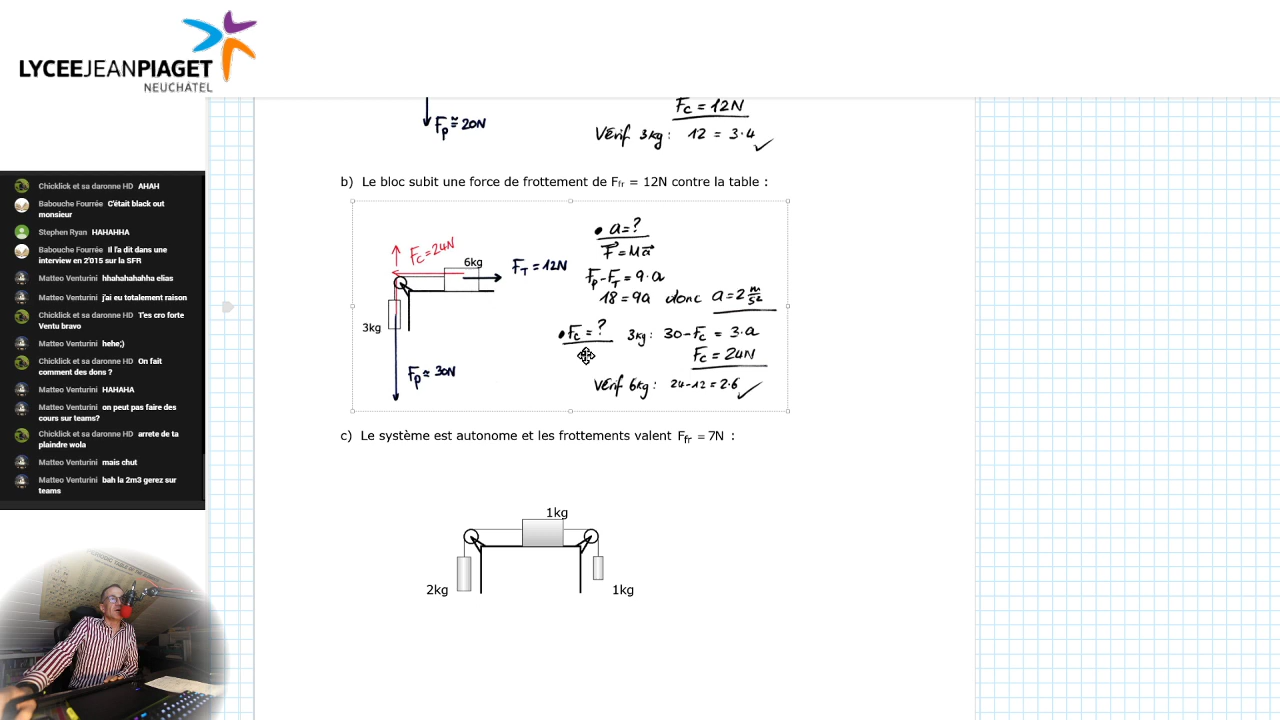 LYCEEJEANPIAGET
NEUCHÂTEL
Chicklick et sa daronne HD AHAH
Babouche Fourrée C'était black out
monsieur
Stephen Ryan HAHAHHA
Babouche Fourrée Il l'a dit dans une
interview en 2'015 sur la SFR
Matteo Venturini hhahahahahha elias
Matteo Venturini j'ai eu totalement raison
Chicklick et sa daronne HD T'es cro forte
Ventu bravo
Matteo Venturini hehe;)
Chicklick et sa daronne HD On fait
comment des dons ?
Matteo Venturini HAHAHA
Matteo Venturini on peut pas faire des
cours sur teams?
Chicklick et sa daronne HD arrete de ta
plaindre wola
Matteo Venturini mais chut
Matteo Venturini bah la 2m3 gerez sur
teams
Fc = 12N
Fp ≈ 20N
Vérif 3kg : 12 = 3·4 ✓
b) Le bloc subit une force de frottement de Ffr = 12N contre la table :
• a = ?
F⃗ = Ma⃗
Fc = 24N
6kg
FT = 12N
Fp - FT = 9·a
18 = 9a donc a = 2 m/s²
3kg
• Fc = ? 3kg : 30 - Fc = 3·a
Fc = 24N
Fp ≈ 30N
Vérif 6kg : 24 - 12 = 2·6 ✓
c) Le système est autonome et les frottements valent Ffr = 7N :
1kg
2kg
1kg